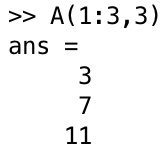 >> A(1:3,3)
ans =
3
7
11